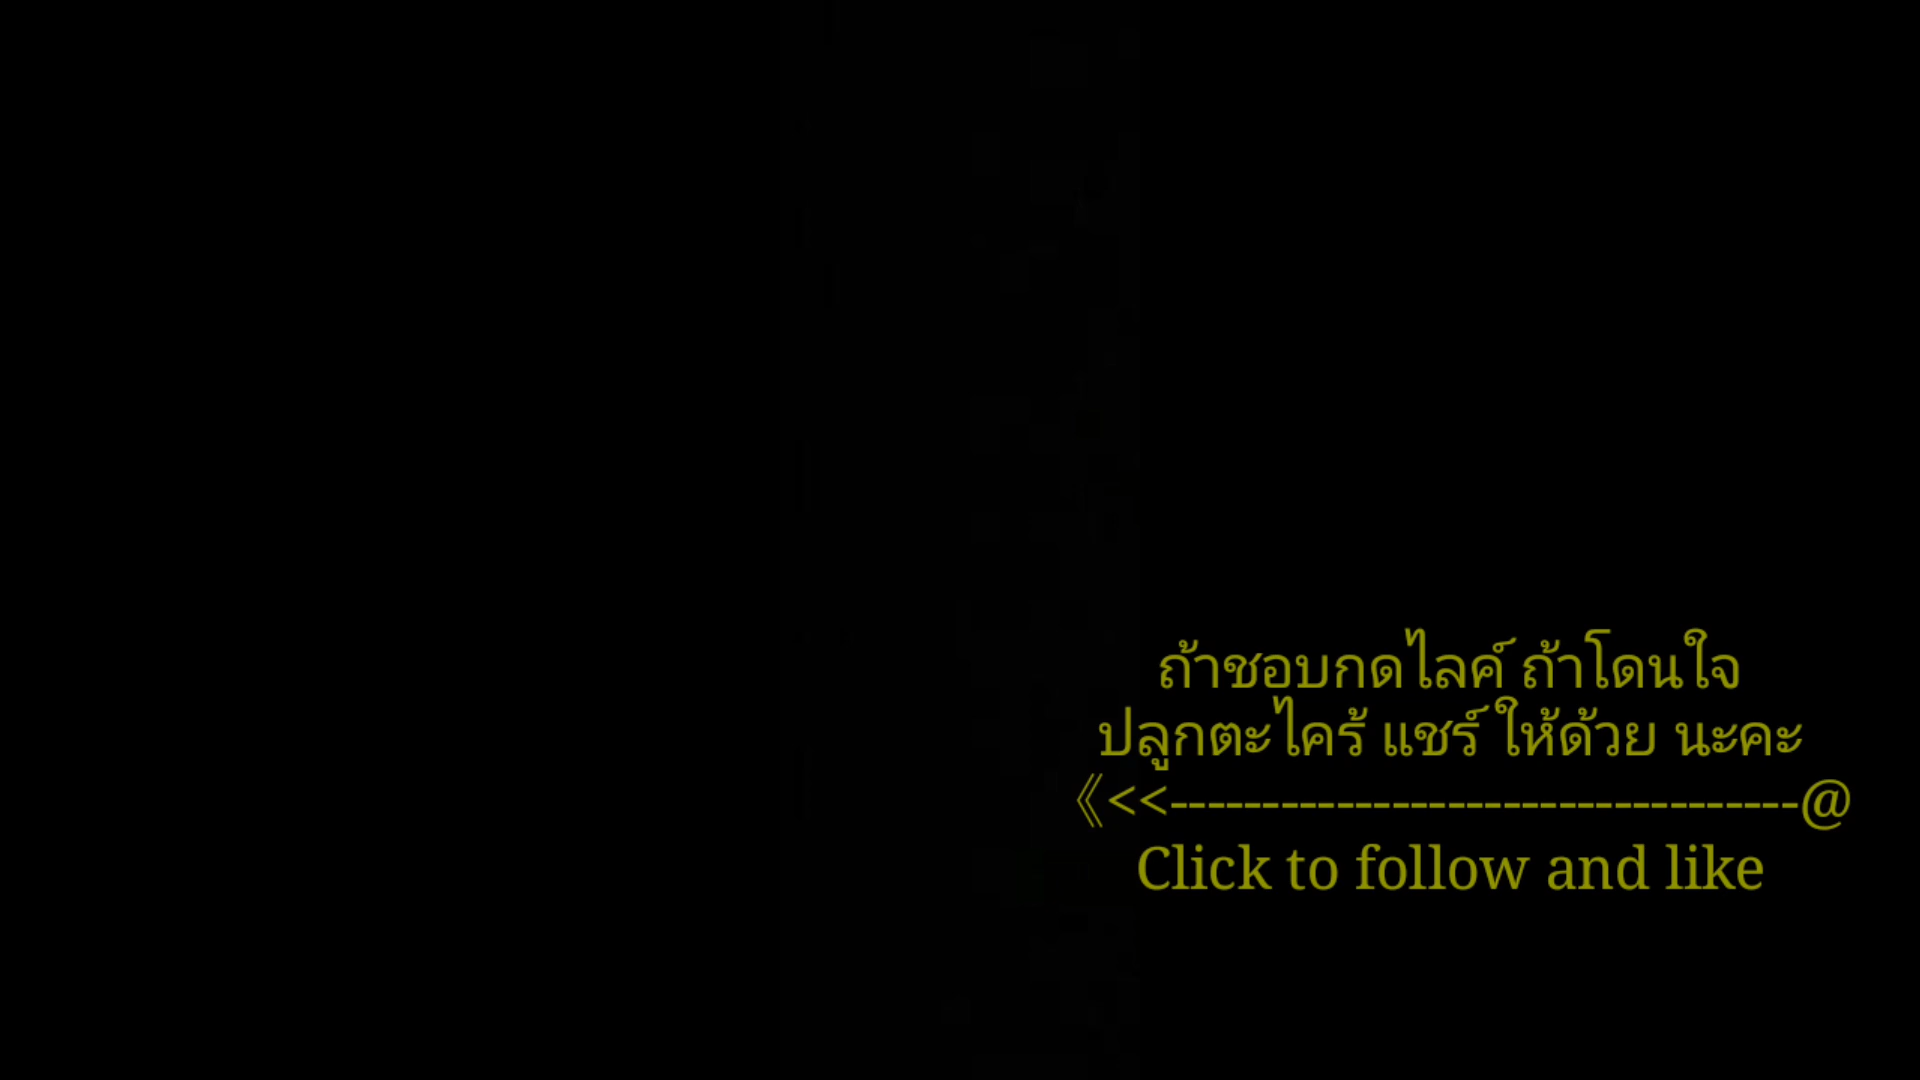 ถ้าชอบกดไลค์ ถ้าโดนใจ
ปลูกตะไคร้ แชร์ ให้ด้วย นะคะ
《<<----------------------------------@
Click to follow and like